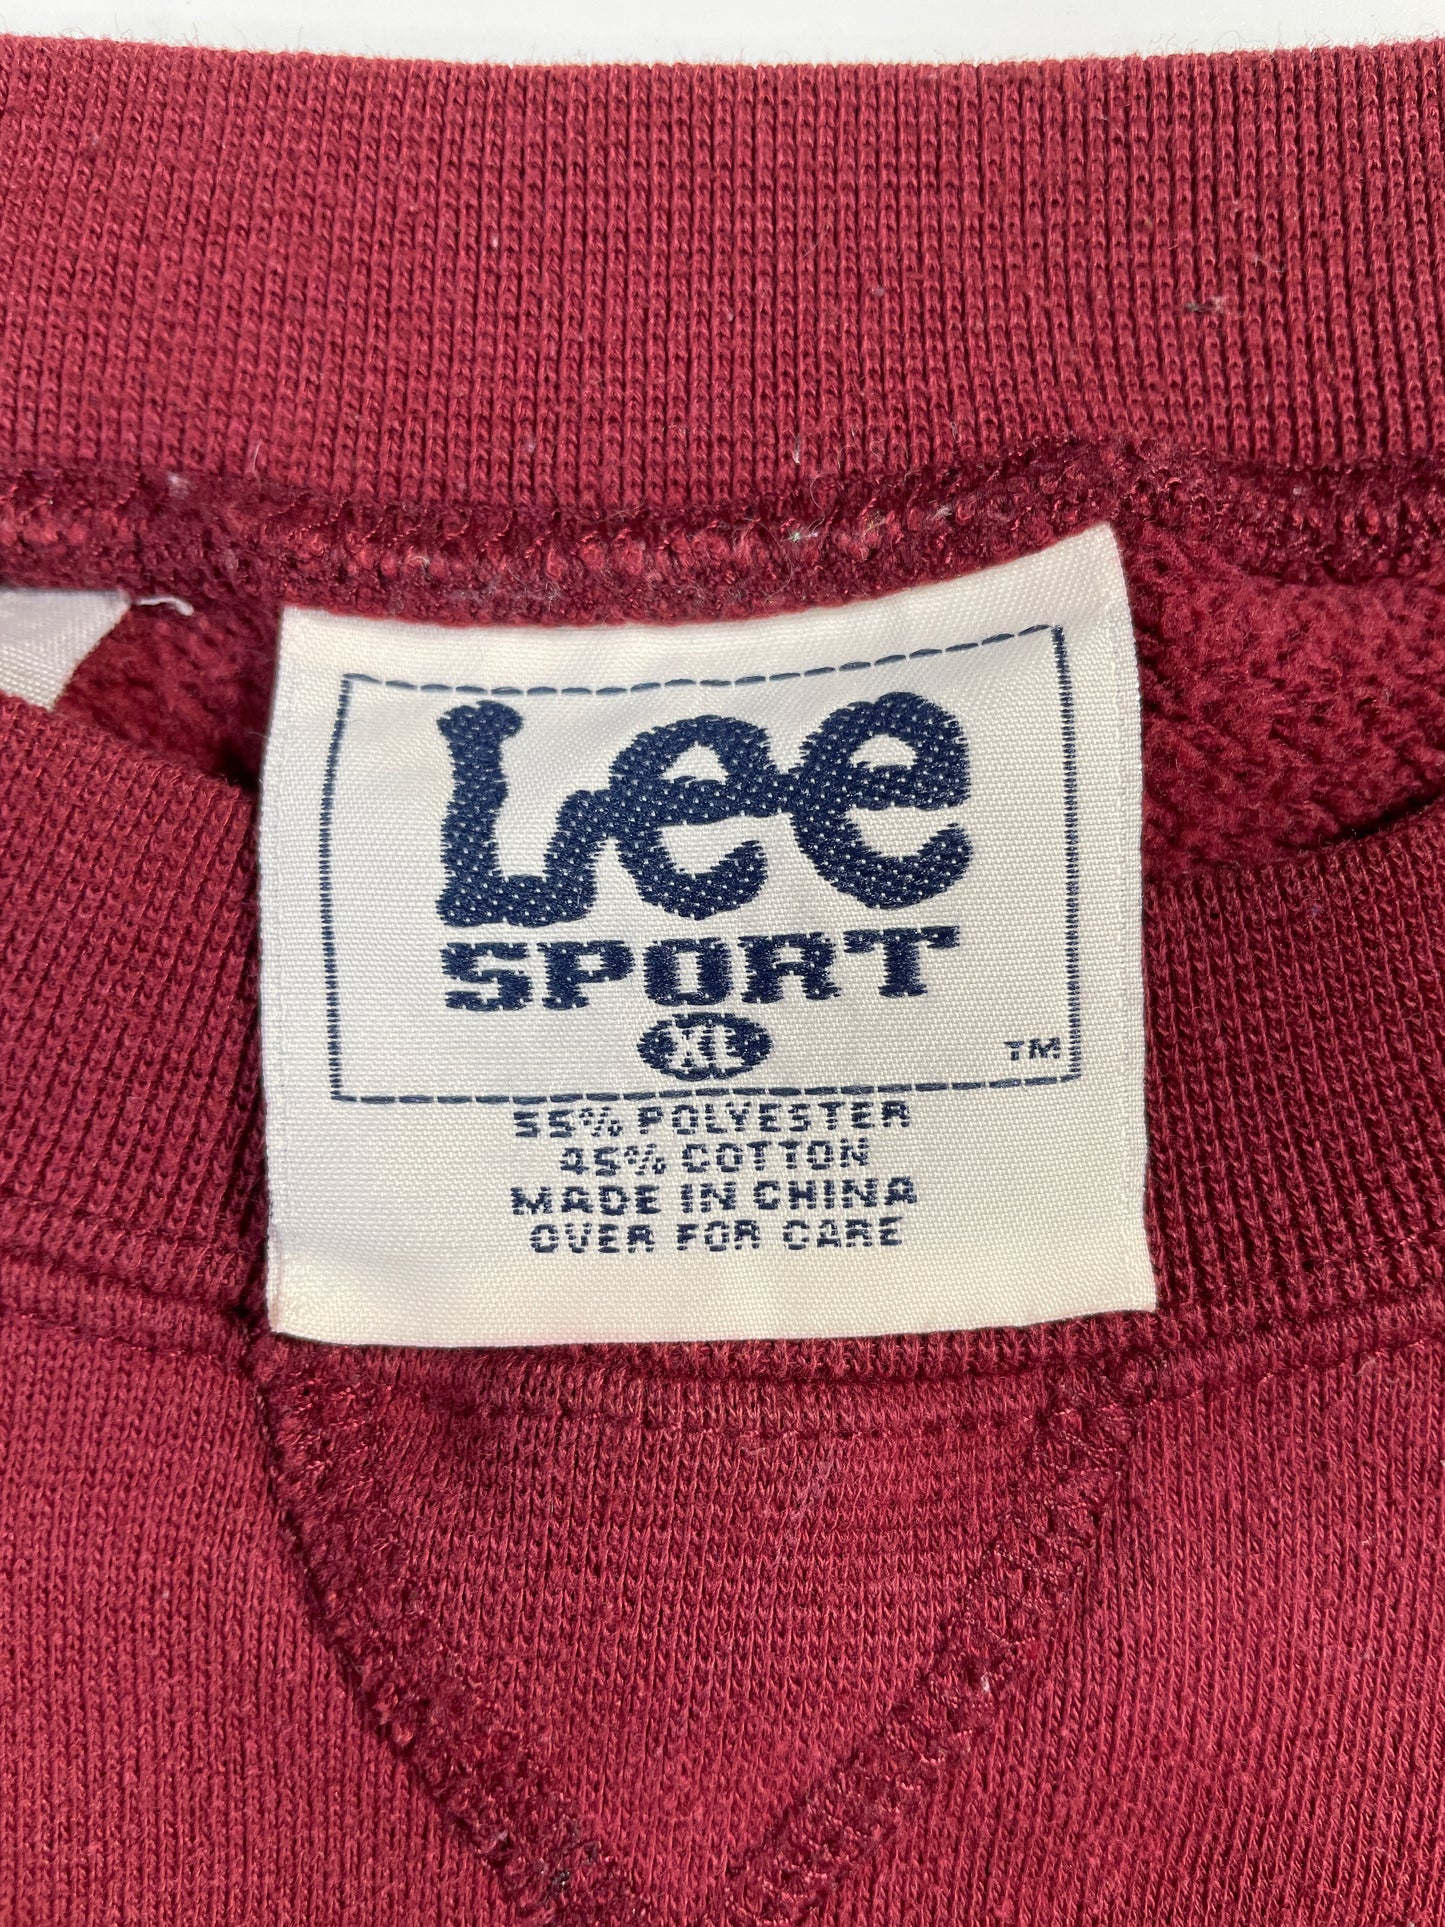 Lee
SPORT
XL
TM
55% POLYESTER
45% COTTON
MADE IN CHINA
OVER FOR CARE